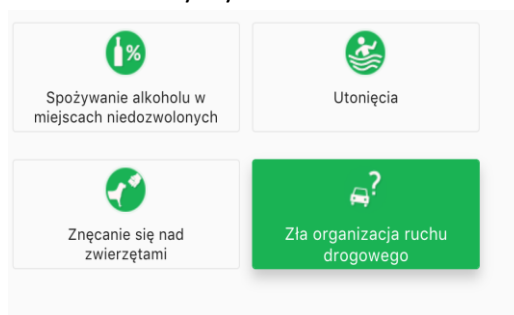 %
Spożywanie alkoholu w
miejscach niedozwolonych
Utonięcia
Znęcanie się nad
zwierzętami
?
Zła organizacja ruchu
drogowego